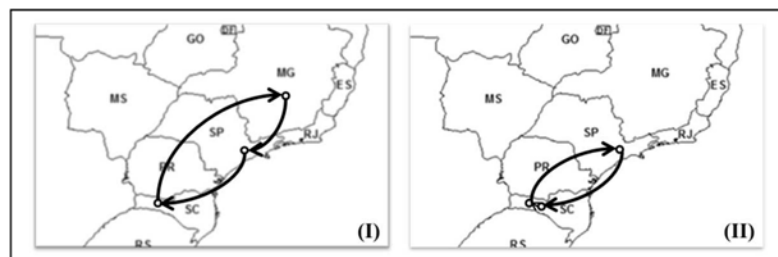 GO
DF
MG
ES
MS
SP
RJ
PR
SC
RS
(I)
GO
DF
MG
ES
MS
SP
RJ
PR
SC
RS
(II)